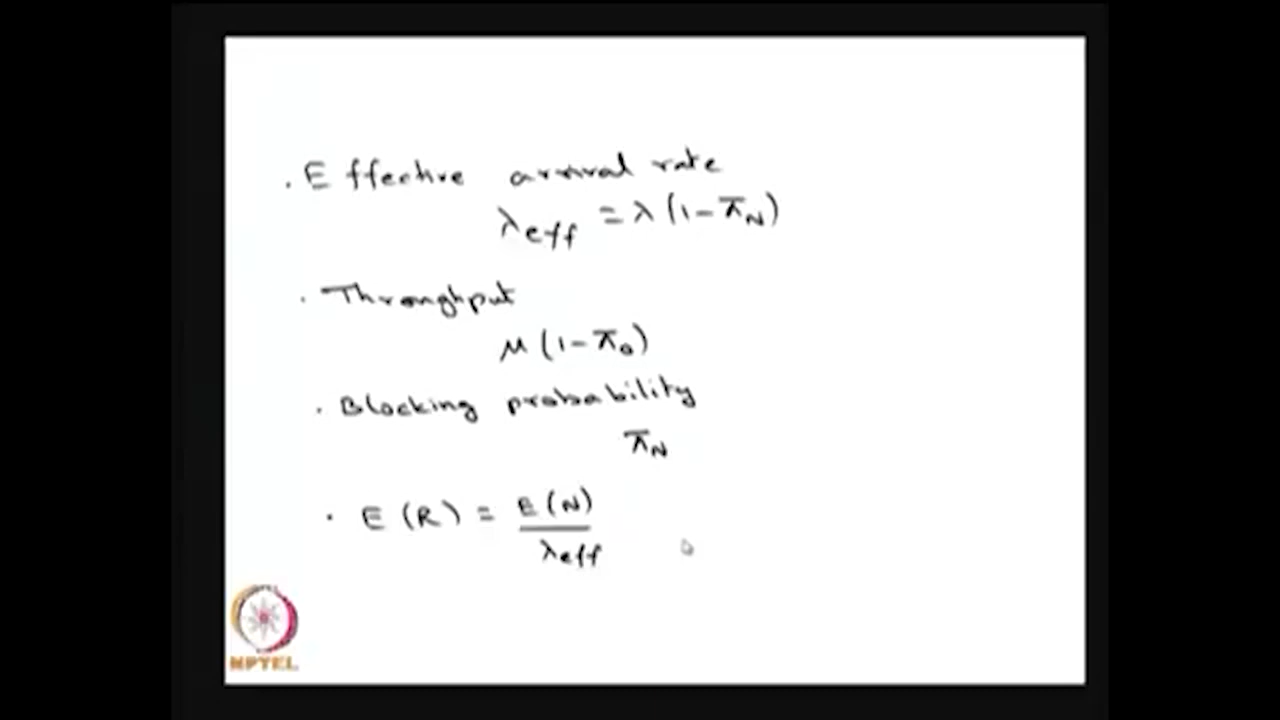 . Effective arrival rate
λeff = λ(1-πN)
. Throughput
μ(1-π0)
. Blocking probability
πN
. E(R) = E(N)
λeff
NPTEL